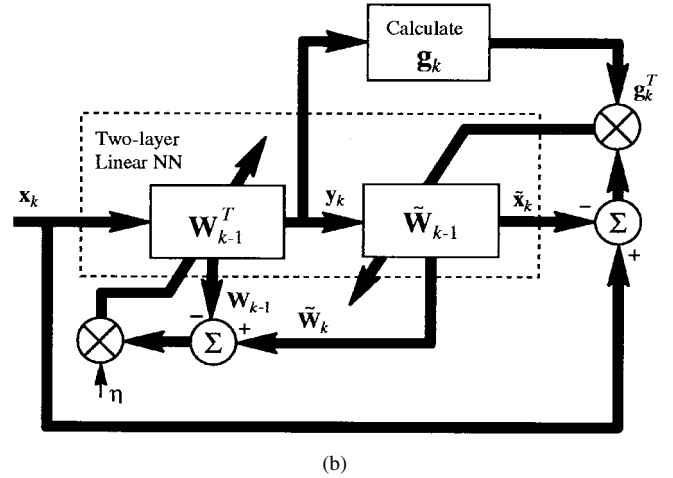 Calculate
g_k
g_k^T
Two-layer
Linear NN
x_k
W_{k-1}^T
y_k
W̃_{k-1}
x̃_k
−
Σ
+
W_{k-1}
W̃_k
−
Σ
+
η
(b)